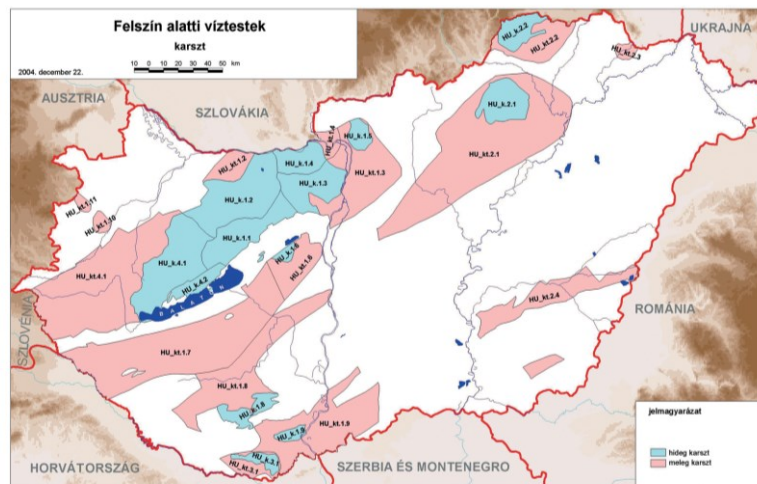 Felszín alatti víztestek
karszt
10 0 10 20 30 40 50 km
2004. december 22.
UKRAJNA
AUSZTRIA
SZLOVÁKIA
HU_k.2.2
HU_kt.2.2
HU_kt.2.3
HU_k.2.1
HU_kt.2.1
HU_kt.1.4
HU_k.1.5
HU_kt.1.3
HU_kt.1.2
HU_k.1.4
HU_k.1.3
HU_k.1.2
HU_kt.1.11
HU_kt.1.10
HU_k.1.1
HU_k.4.1
HU_kt.4.1
HU_k.1.6
HU_kt.1.6
HU_k.4.2
BALATON
HU_kt.2.4
ROMÁNIA
SZLOVÉNIA
HU_kt.1.7
HU_kt.1.8
HU_k.1.8
HU_k.1.9
HU_kt.1.9
HU_k.3.1
HU_kt.3.1
HORVÁTORSZÁG
SZERBIA ÉS MONTENEGRO
jelmagyarázat
hideg karszt
meleg karszt